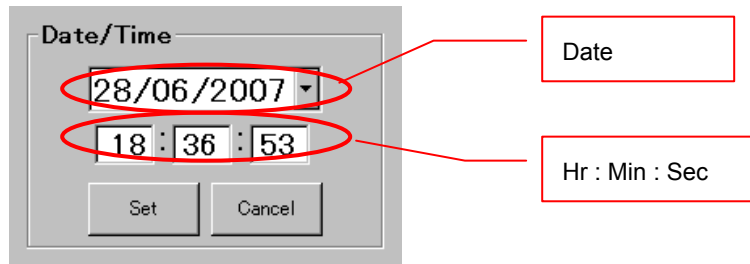 Date/Time
28/06/2007
18 : 36 : 53
Set Cancel
Date
Hr : Min : Sec